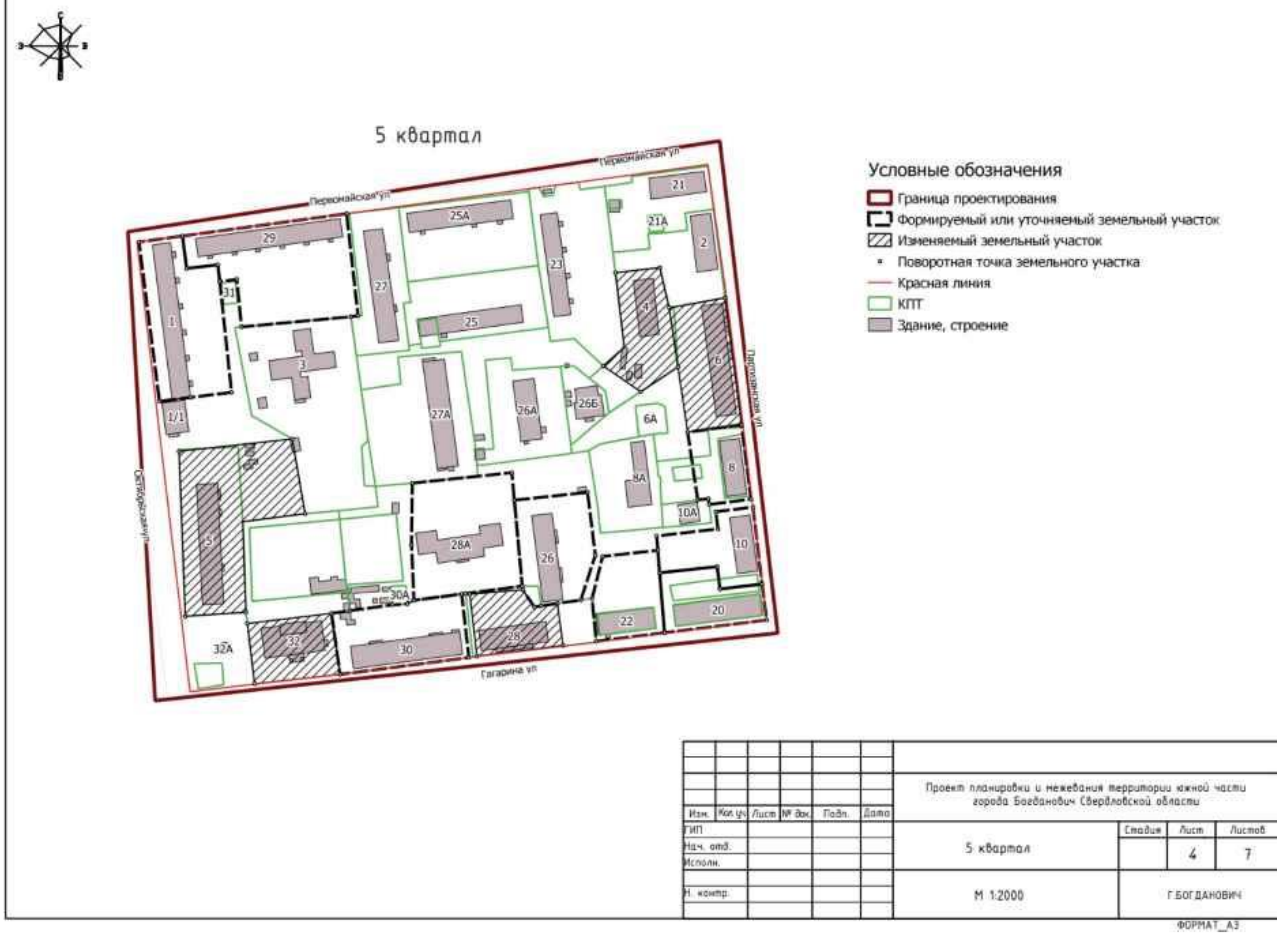 С
З
В
Ю
5 квартал
Первомайская ул
Первомайская ул
21
25А
21А
29
2
23
27
31
4
1
25
3
6
Партизанская ул
26А
26Б
27А
1/1
6А
8
8А
Октябрьская ул
10А
5
10
28А
26
30А
20
22
32
28
32А
30
Гагарина ул
Условные обозначения
Граница проектирования
Формируемый или уточняемый земельный участок
Изменяемый земельный участок
Поворотная точка земельного участка
Красная линия
КПТ
Здание, строение
Проект планировки и межевания территории южной части
города Богданович Свердловской области
Изм. Кол.уч Лист № док. Подп. Дата
ГИП
Нач. отд.
Исполн.
Н. контр.
5 квартал
Стадия Лист Листов
4 7
М 1:2000
Г.БОГДАНОВИЧ
ФОРМАТ_А3